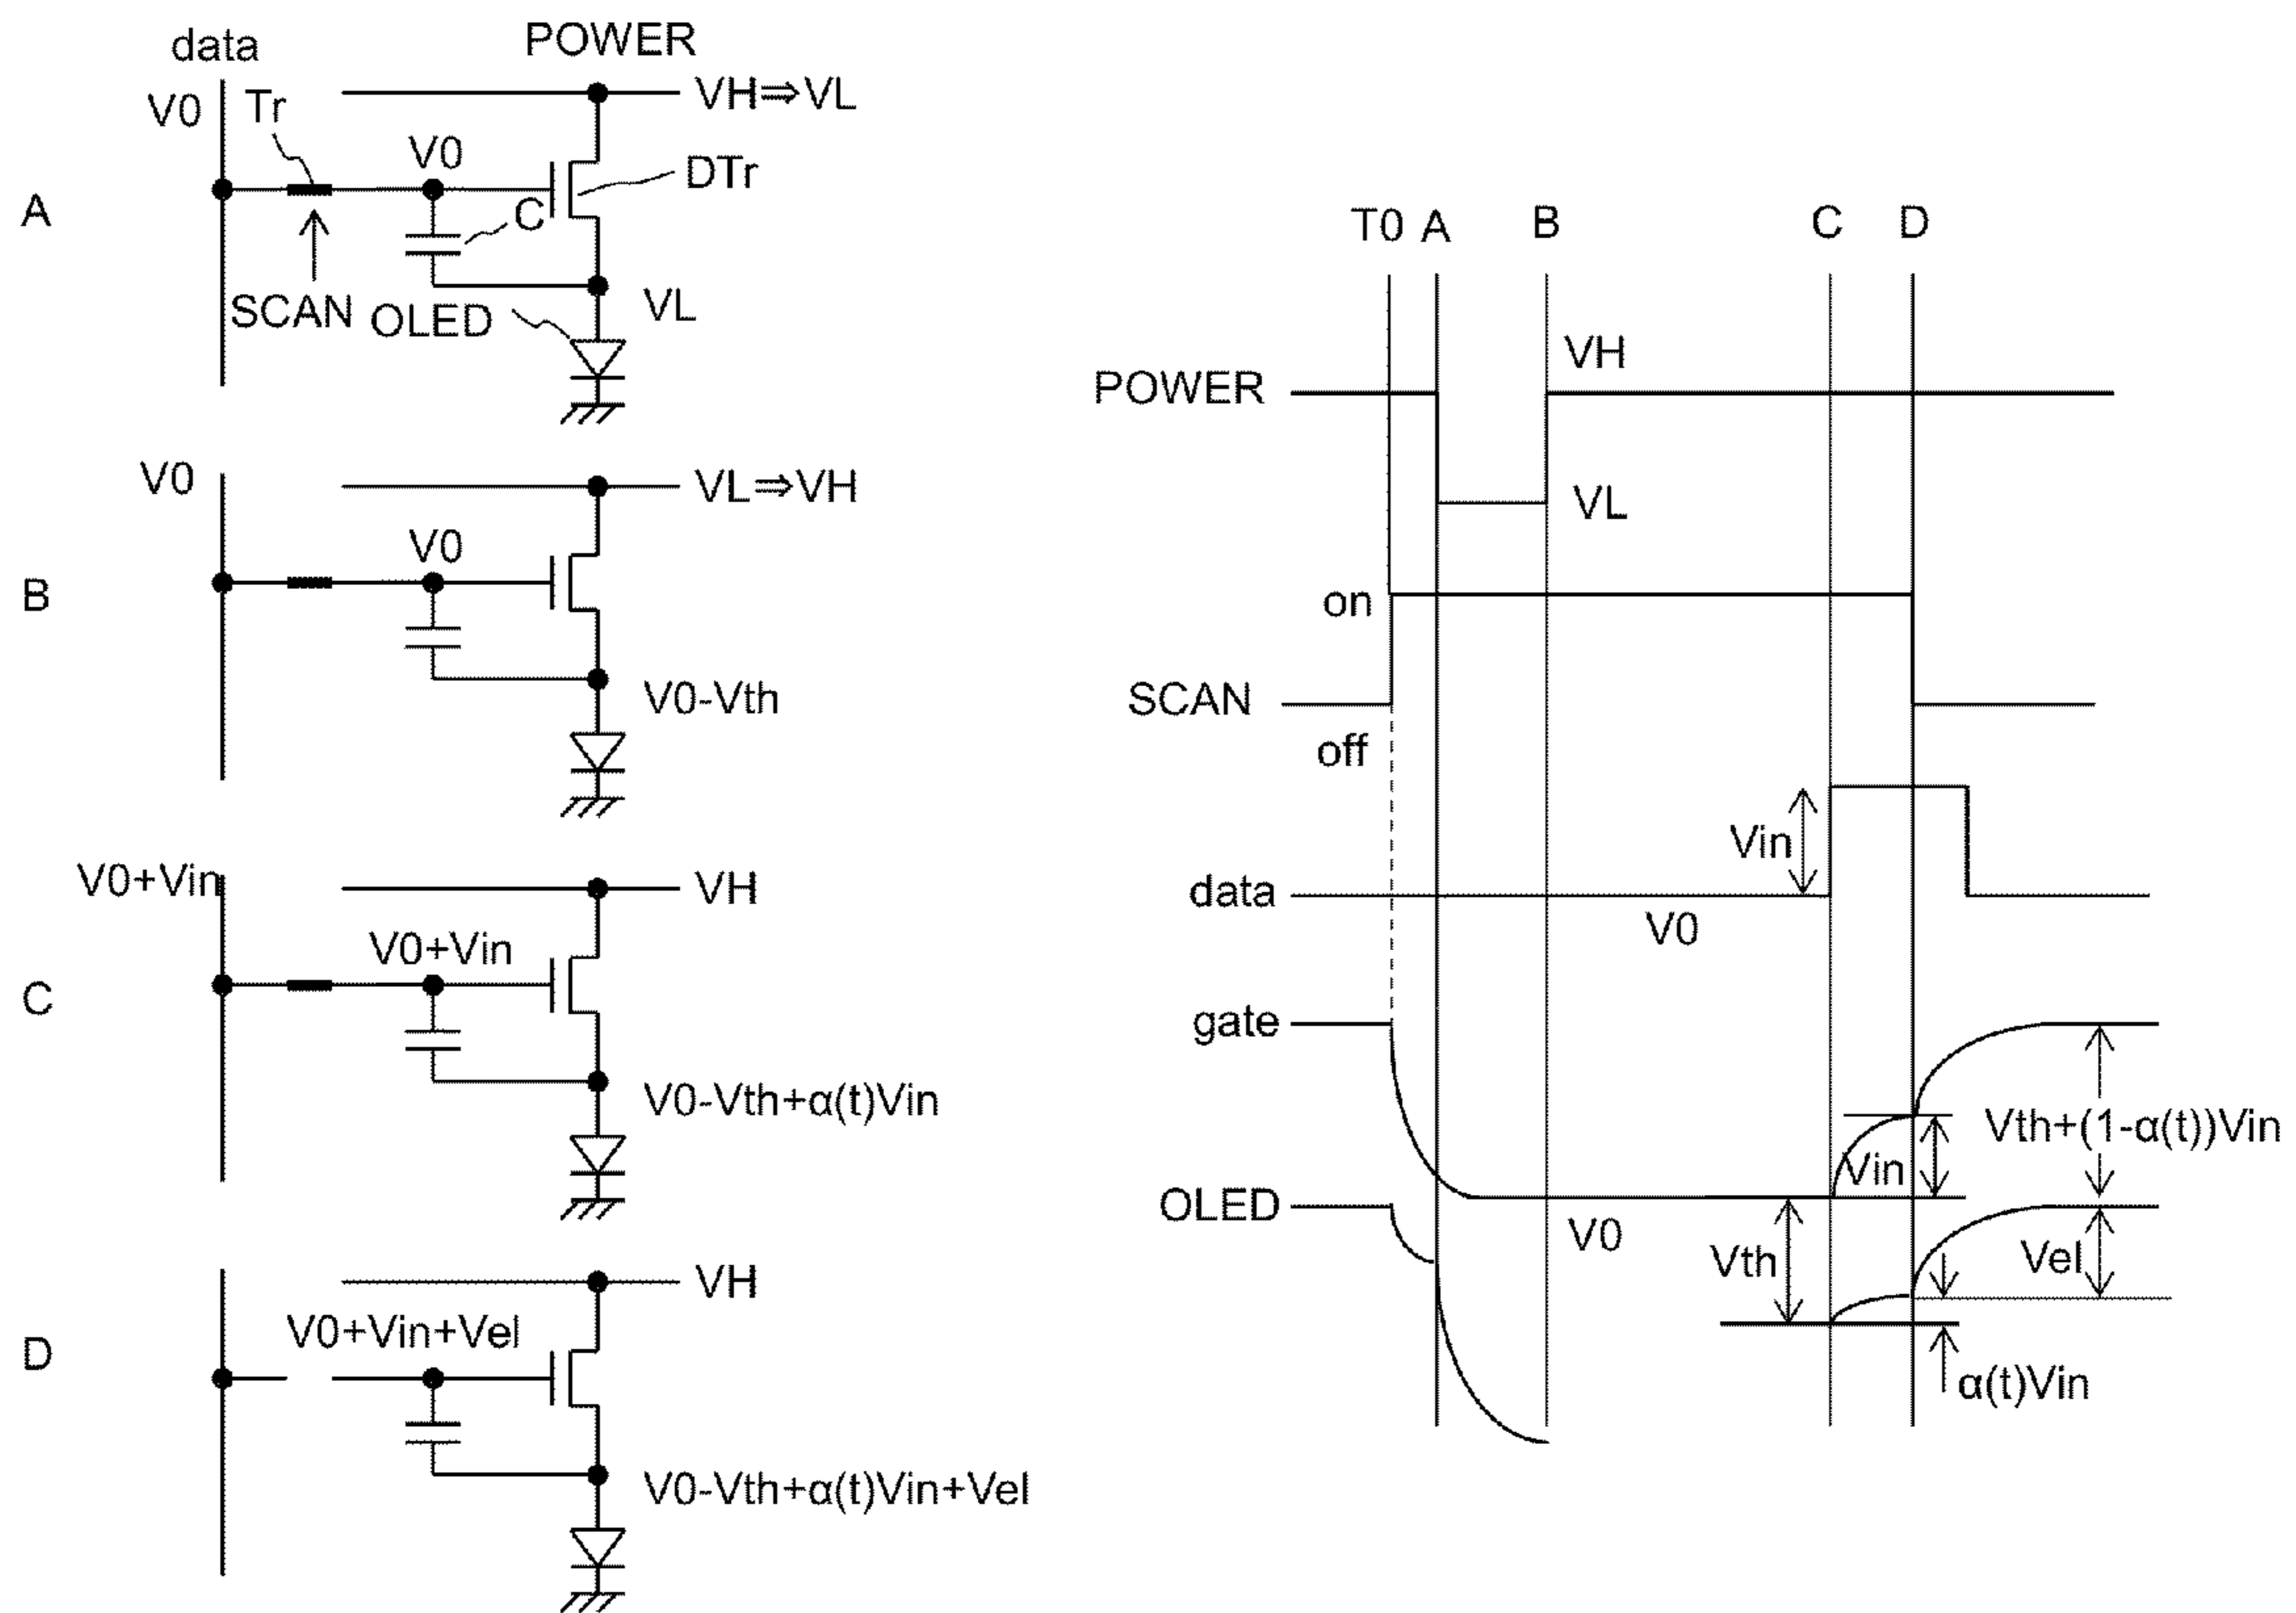 data
POWER
V0
Tr
VH⇒VL
V0
DTr
A
C
SCAN
OLED
VL
V0
VL⇒VH
V0
B
V0-Vth
V0+Vin
VH
V0+Vin
C
V0-Vth+α(t)Vin
VH
V0+Vin+Vel
D
V0-Vth+α(t)Vin+Vel
T0 A B C D
VH
POWER
VL
on
SCAN
off
Vin
data
V0
gate
Vth+(1-α(t))Vin
Vin
OLED
V0
Vth
Vel
α(t)Vin